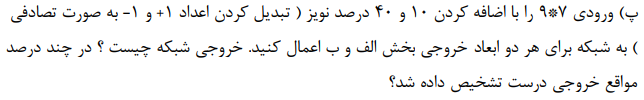 پ) ورودی ۷*۹ را با اضافه کردن ۱۰ و ۴۰ درصد نویز ( تبدیل کردن اعداد ۱+ و ۱- به صورت تصادفی
) به شبکه برای هر دو ابعاد خروجی بخش الف و ب اعمال کنید. خروجی شبکه چیست ؟ در چند درصد
مواقع خروجی درست تشخیص داده شد؟